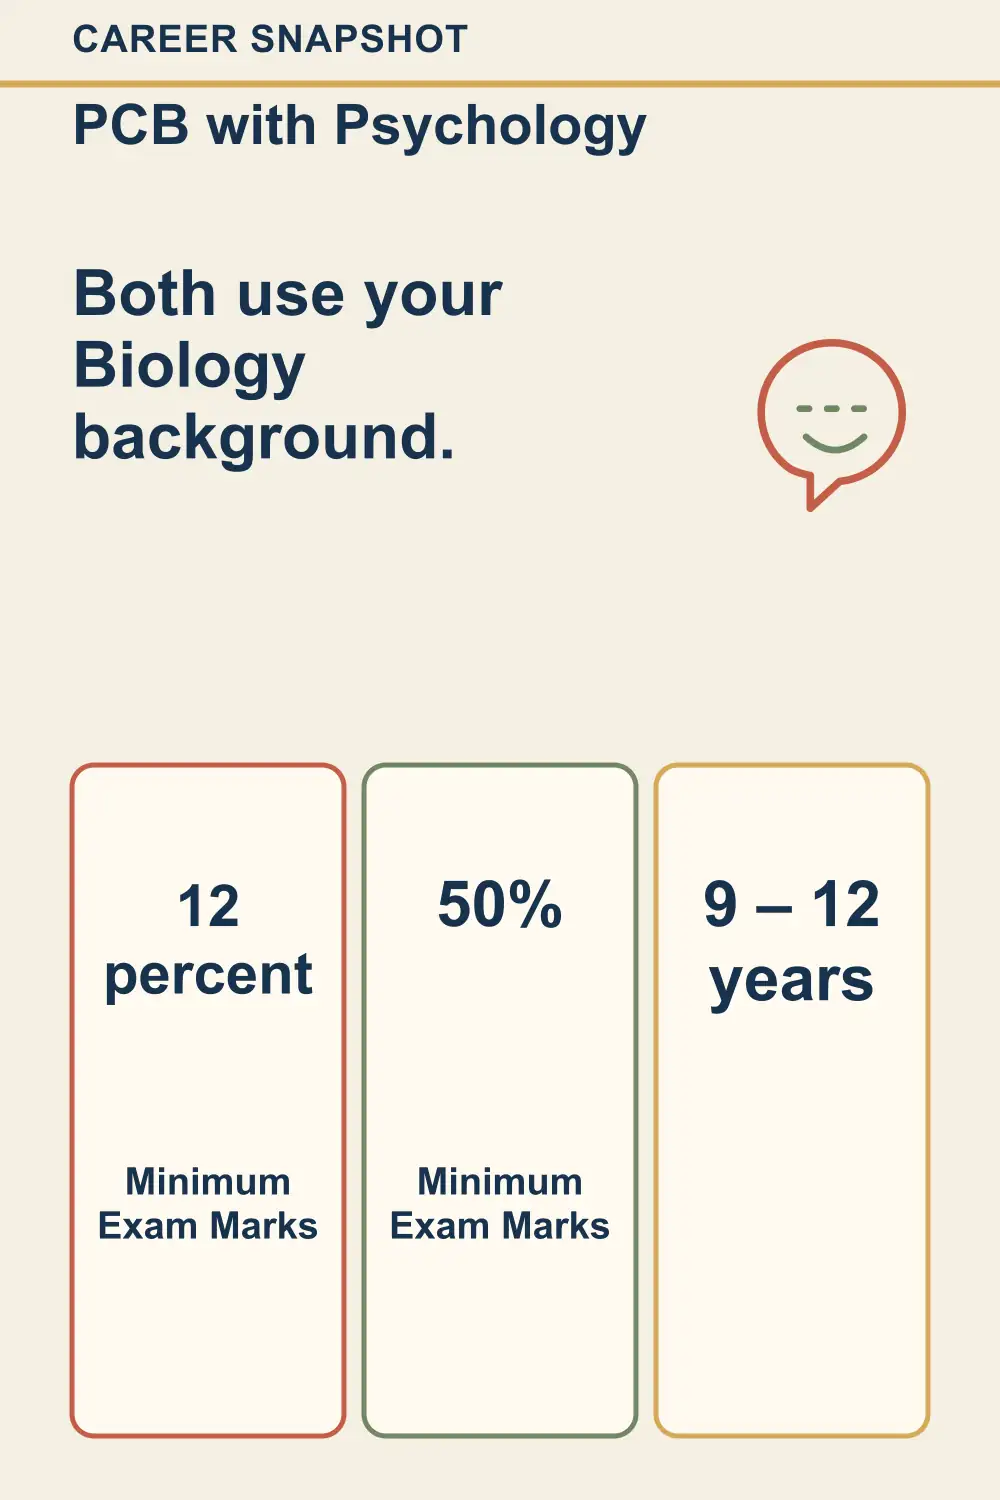 CAREER SNAPSHOT
PCB with Psychology
Both use your
Biology
background.
12
percent
Minimum
Exam Marks
50%
Minimum
Exam Marks
9 – 12
years